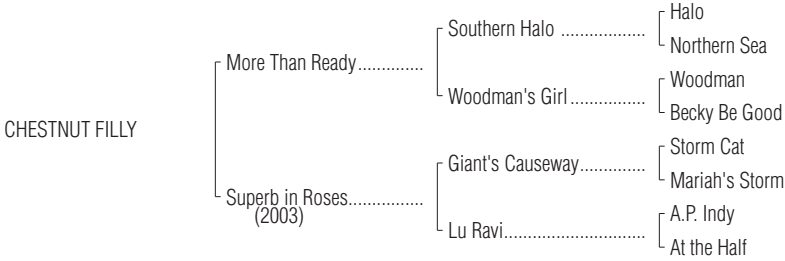 Halo
Southern Halo ...................
Northern Sea
More Than Ready..............
Woodman
Woodman's Girl ................
Becky Be Good
CHESTNUT FILLY
Storm Cat
Giant's Causeway..............
Mariah's Storm
Superb in Roses................
(2003)
A.P. Indy
Lu Ravi..............................
At the Half